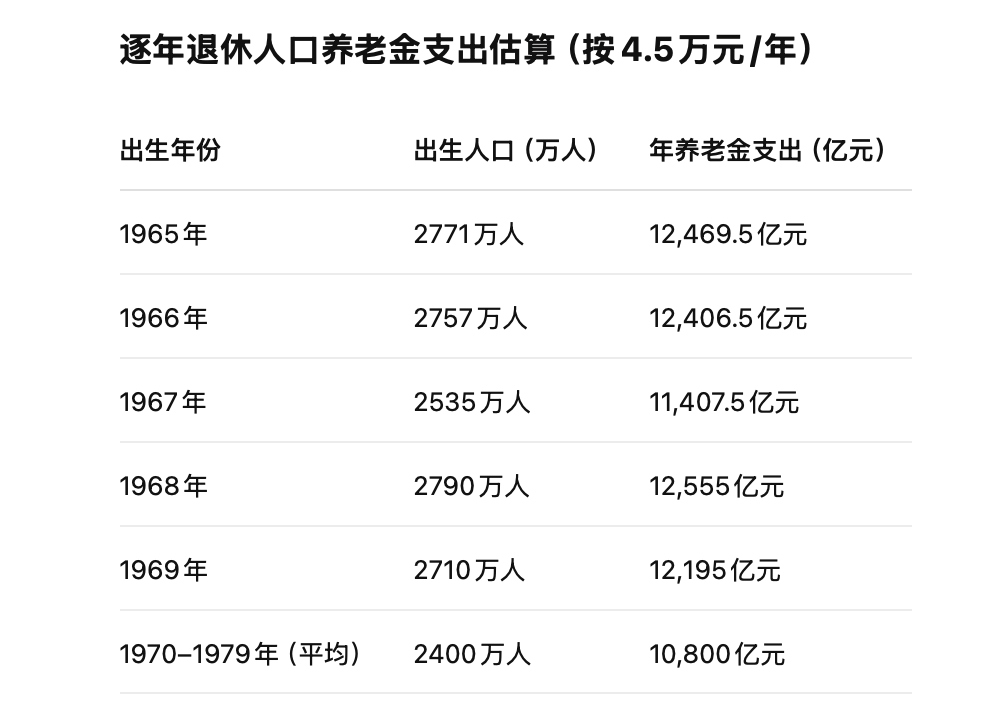 逐年退休人口养老金支出估算（按4.5万元/年）
出生年份 出生人口（万人） 年养老金支出（亿元）
1965年 2771万人 12,469.5亿元
1966年 2757万人 12,406.5亿元
1967年 2535万人 11,407.5亿元
1968年 2790万人 12,555亿元
1969年 2710万人 12,195亿元
1970–1979年（平均） 2400万人 10,800亿元